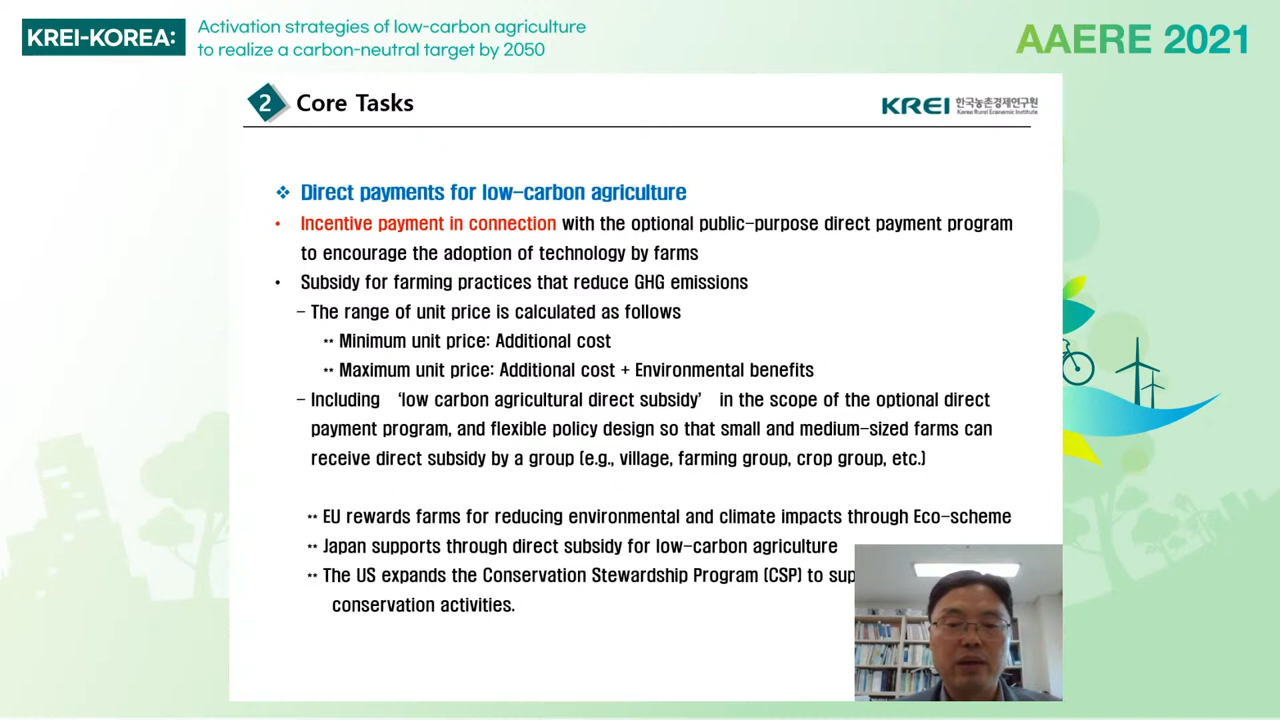 KREI-KOREA:
Activation strategies of low-carbon agriculture
to realize a carbon-neutral target by 2050
AAERE 2021
2 Core Tasks
KREI 한국농촌경제연구원
Korea Rural Economic Institute
❖ Direct payments for low-carbon agriculture
• Incentive payment in connection with the optional public-purpose direct payment program
to encourage the adoption of technology by farms
• Subsidy for farming practices that reduce GHG emissions
– The range of unit price is calculated as follows
** Minimum unit price: Additional cost
** Maximum unit price: Additional cost + Environmental benefits
– Including ‘low carbon agricultural direct subsidy’ in the scope of the optional direct
payment program, and flexible policy design so that small and medium-sized farms can
receive direct subsidy by a group (e.g., village, farming group, crop group, etc.)
** EU rewards farms for reducing environmental and climate impacts through Eco-scheme
** Japan supports through direct subsidy for low-carbon agriculture
** The US expands the Conservation Stewardship Program (CSP) to sup
conservation activities.